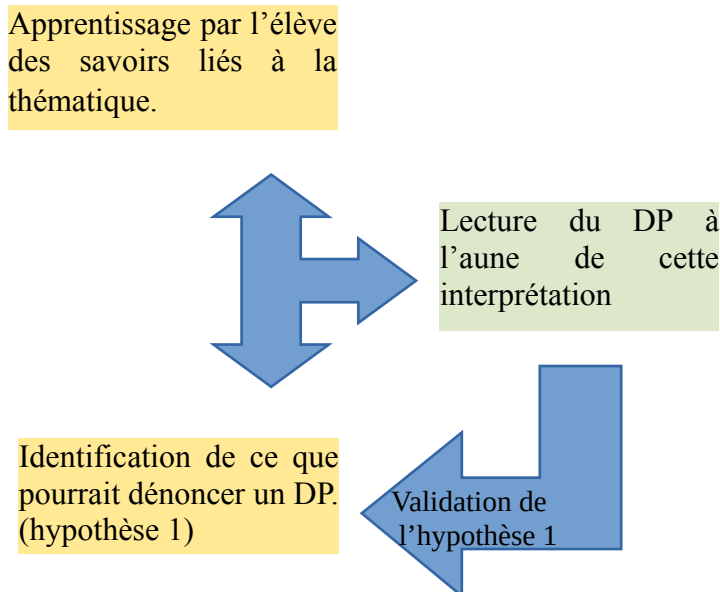 Apprentissage par l’élève
des savoirs liés à la
thématique.
Lecture du DP à
l’aune de cette
interprétation
Identification de ce que
pourrait dénoncer un DP.
(hypothèse 1)
Validation de
l’hypothèse 1